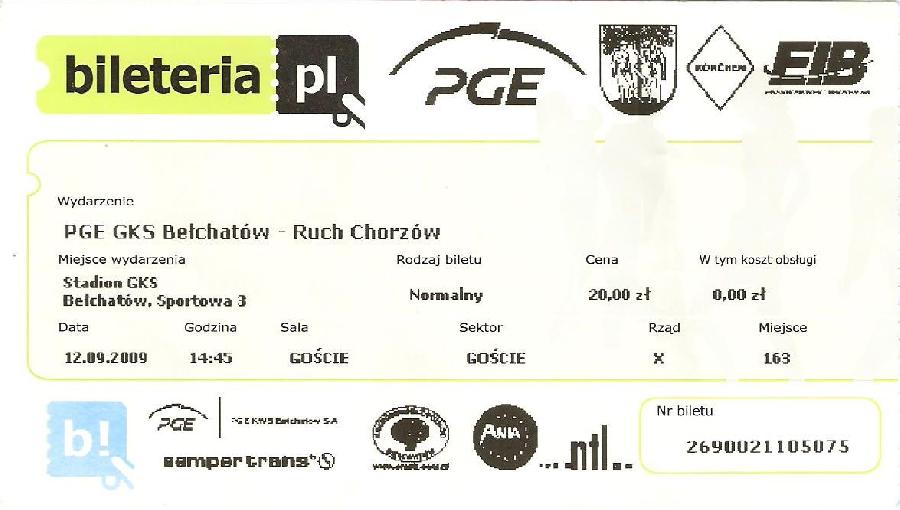 bileteria pl
PGE
KÖRCHEM
EIB
Wydarzenie
PGE GKS Bełchatów - Ruch Chorzów
Miejsce wydarzenia Rodzaj biletu Cena W tym koszt obsługi
Stadion GKS
Bełchatów, Sportowa 3 Normalny 20,00 zł 0,00 zł
Data Godzina Sala Sektor Rząd Miejsce
12.09.2009 14:45 GOŚCIE GOŚCIE X 163
b! PGE PGE KWB Bełchatów S.A.
sempertrans
ANIA
...ntl..
Nr biletu
2690021105075